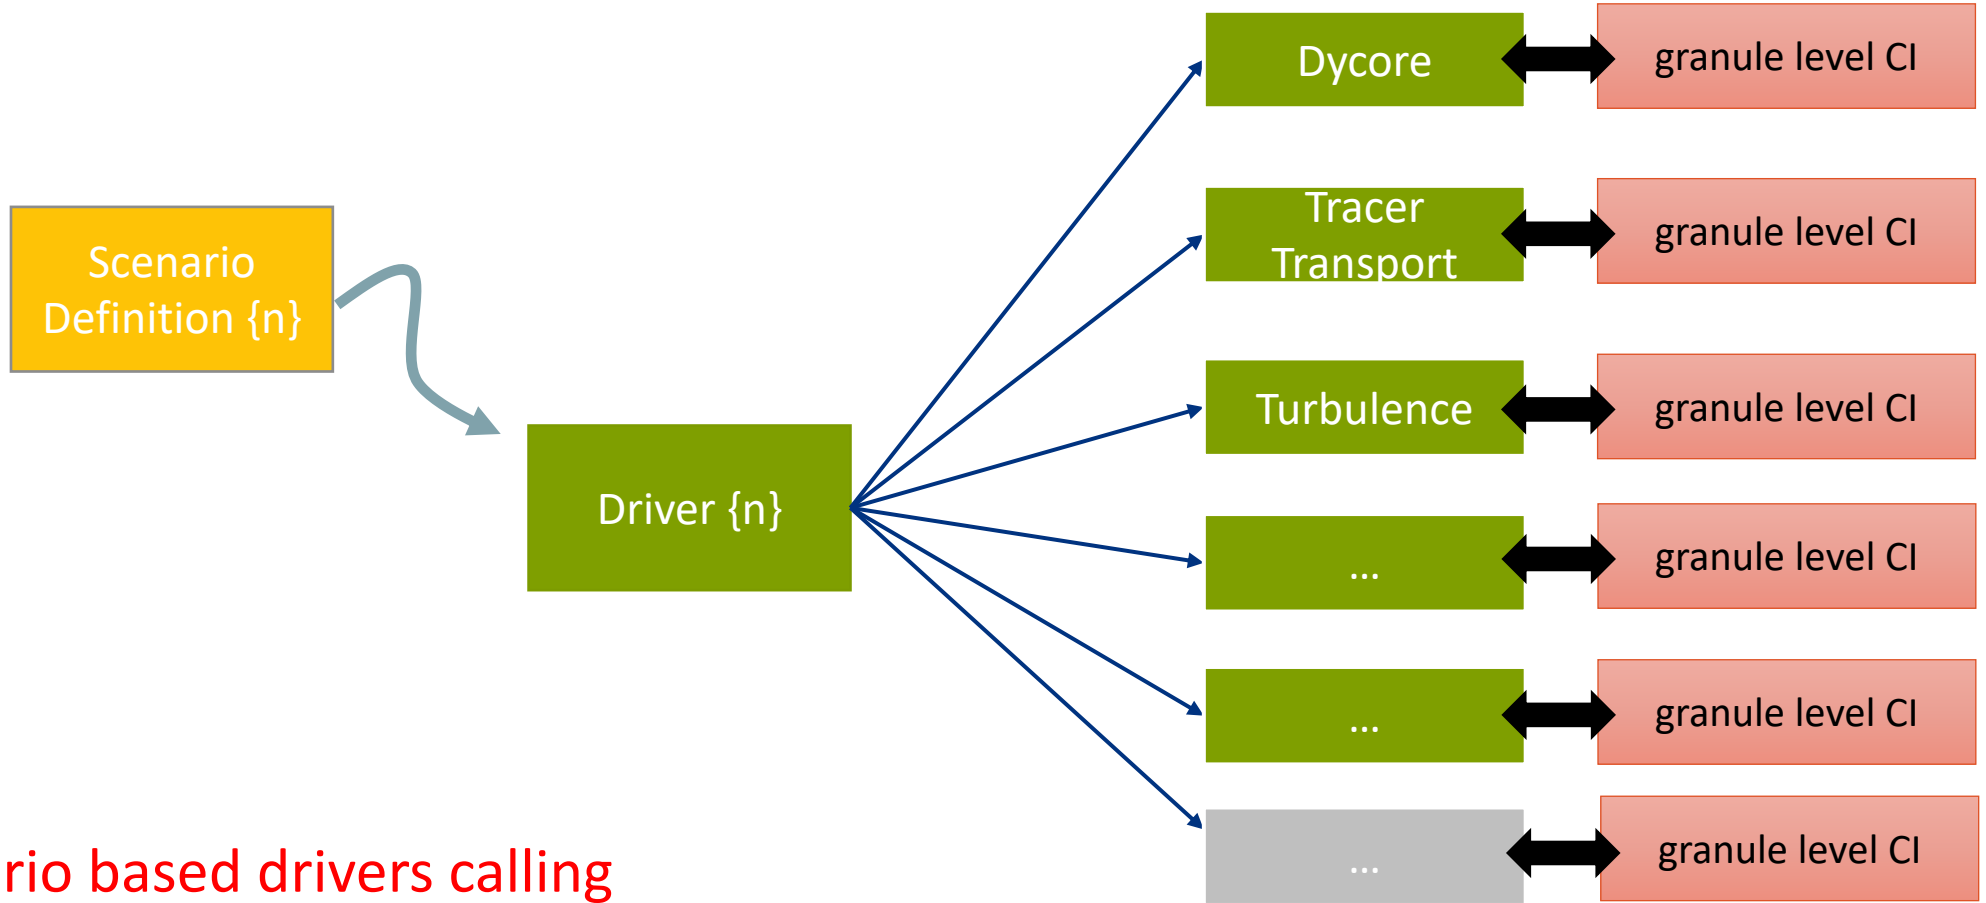 Dycore
granule level CI
Tracer
Transport
granule level CI
Scenario
Definition {n}
Turbulence
granule level CI
Driver {n}
...
granule level CI
...
granule level CI
...
granule level CI
rio based drivers calling